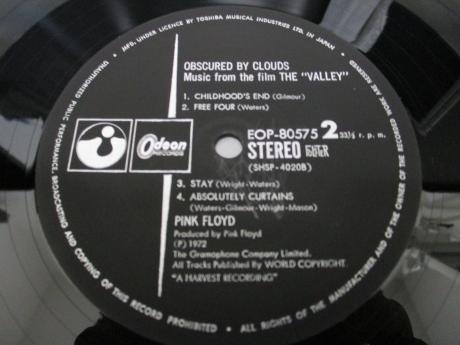 MFD. UNDER LICENCE BY TOSHIBA MUSICAL INDUSTRIES LTD. IN JAPAN
ALL RIGHTS OF THE MANUFACTURER AND OF THE OWNER OF THE RECORDED WORK ARE RESERVED
UNAUTHORIZED PUBLIC PERFORMANCE, BROADCASTING AND COPYING OF THIS RECORD PROHIBITED
OBSCURED BY CLOUDS
Music from the film THE "VALLEY"
1. CHILDHOOD'S END (Gilmour)
2. FREE FOUR (Waters)
Odeon
RECORDS
EOP-80575 2 33⅓ r. p. m.
STEREO
(SHSP-4020B)
3. STAY (Wright-Waters)
4. ABSOLUTELY CURTAINS
(Waters-Gilmour-Wright-Mason)
PINK FLOYD
Produced by Pink Floyd
(P) 1972
The Gramophone Company Limited.
All Tracks Published by WORLD COPYRIGHT.
"A HARVEST RECORDING"